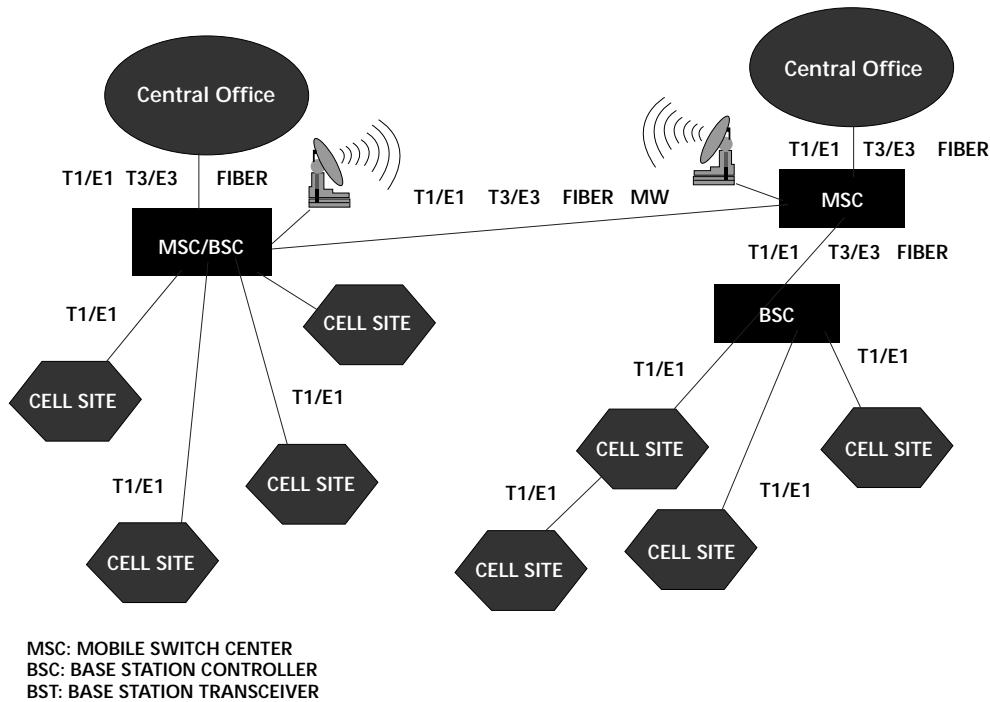 Central Office
Central Office
T1/E1 T3/E3 FIBER
T1/E1 T3/E3 FIBER
T1/E1 T3/E3 FIBER MW
MSC
MSC/BSC
T1/E1 T3/E3 FIBER
T1/E1
CELL SITE
BSC
T1/E1
T1/E1
CELL SITE
T1/E1
CELL SITE
CELL SITE
CELL SITE
T1/E1
T1/E1
T1/E1
CELL SITE
CELL SITE
CELL SITE
MSC: MOBILE SWITCH CENTER
BSC: BASE STATION CONTROLLER
BST: BASE STATION TRANSCEIVER